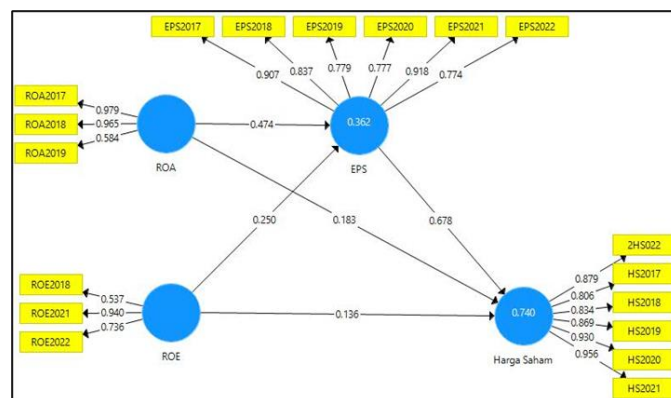 EPS2017 EPS2018 EPS2019 EPS2020 EPS2021 EPS2022
0.907 0.837 0.779 0.777 0.918 0.774
ROA2017
ROA2018
ROA2019
0.979
0.965
0.584
ROA
0.474
0.362
EPS
0.250
0.183
0.678
ROE2018
ROE2021
ROE2022
0.537
0.940
0.736
ROE
0.136
0.740
Harga Saham
0.879
0.806
0.834
0.869
0.930
0.956
2HS022
HS2017
HS2018
HS2019
HS2020
HS2021